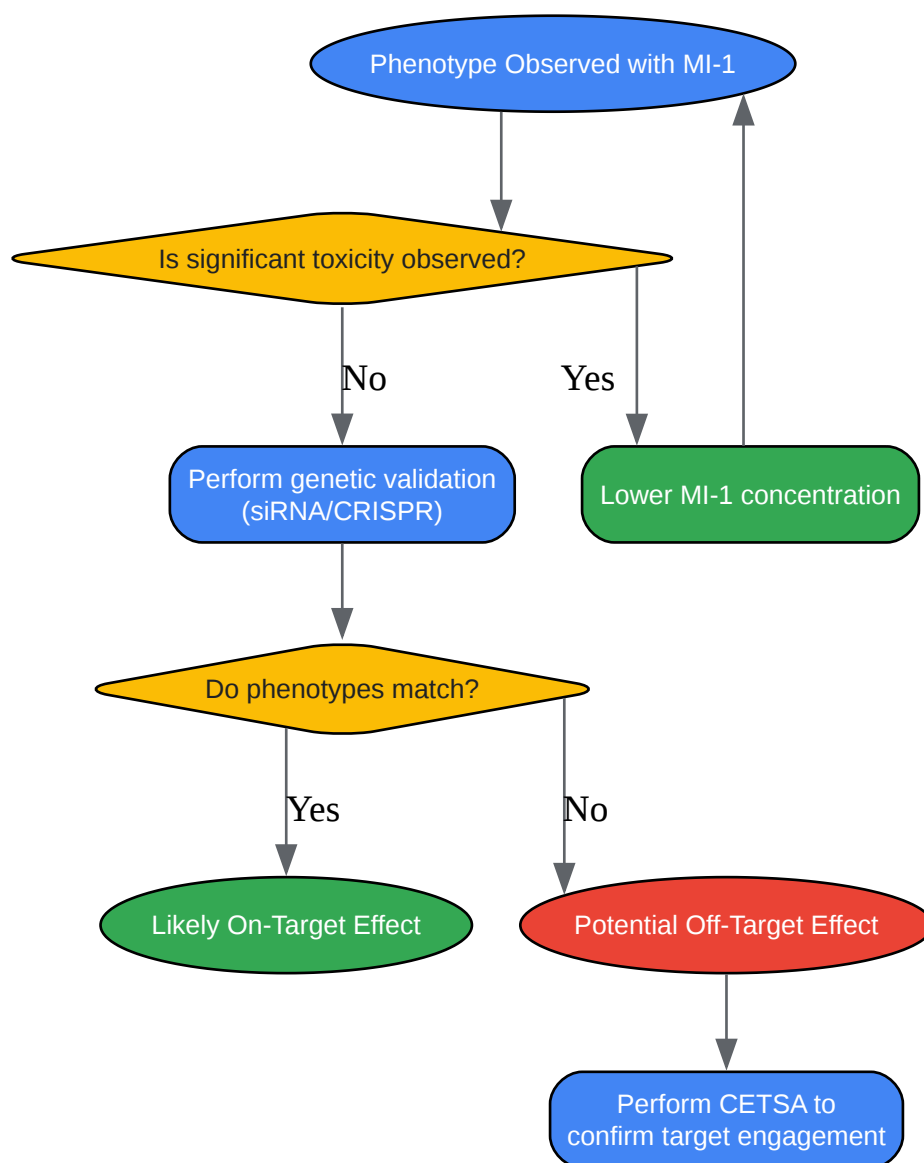 Phenotype Observed with MI-1
Is significant toxicity observed?
No
Yes
Perform genetic validation
(siRNA/CRISPR)
Lower MI-1 concentration
Do phenotypes match?
Yes
No
Likely On-Target Effect
Potential Off-Target Effect
Perform CETSA to
confirm target engagement